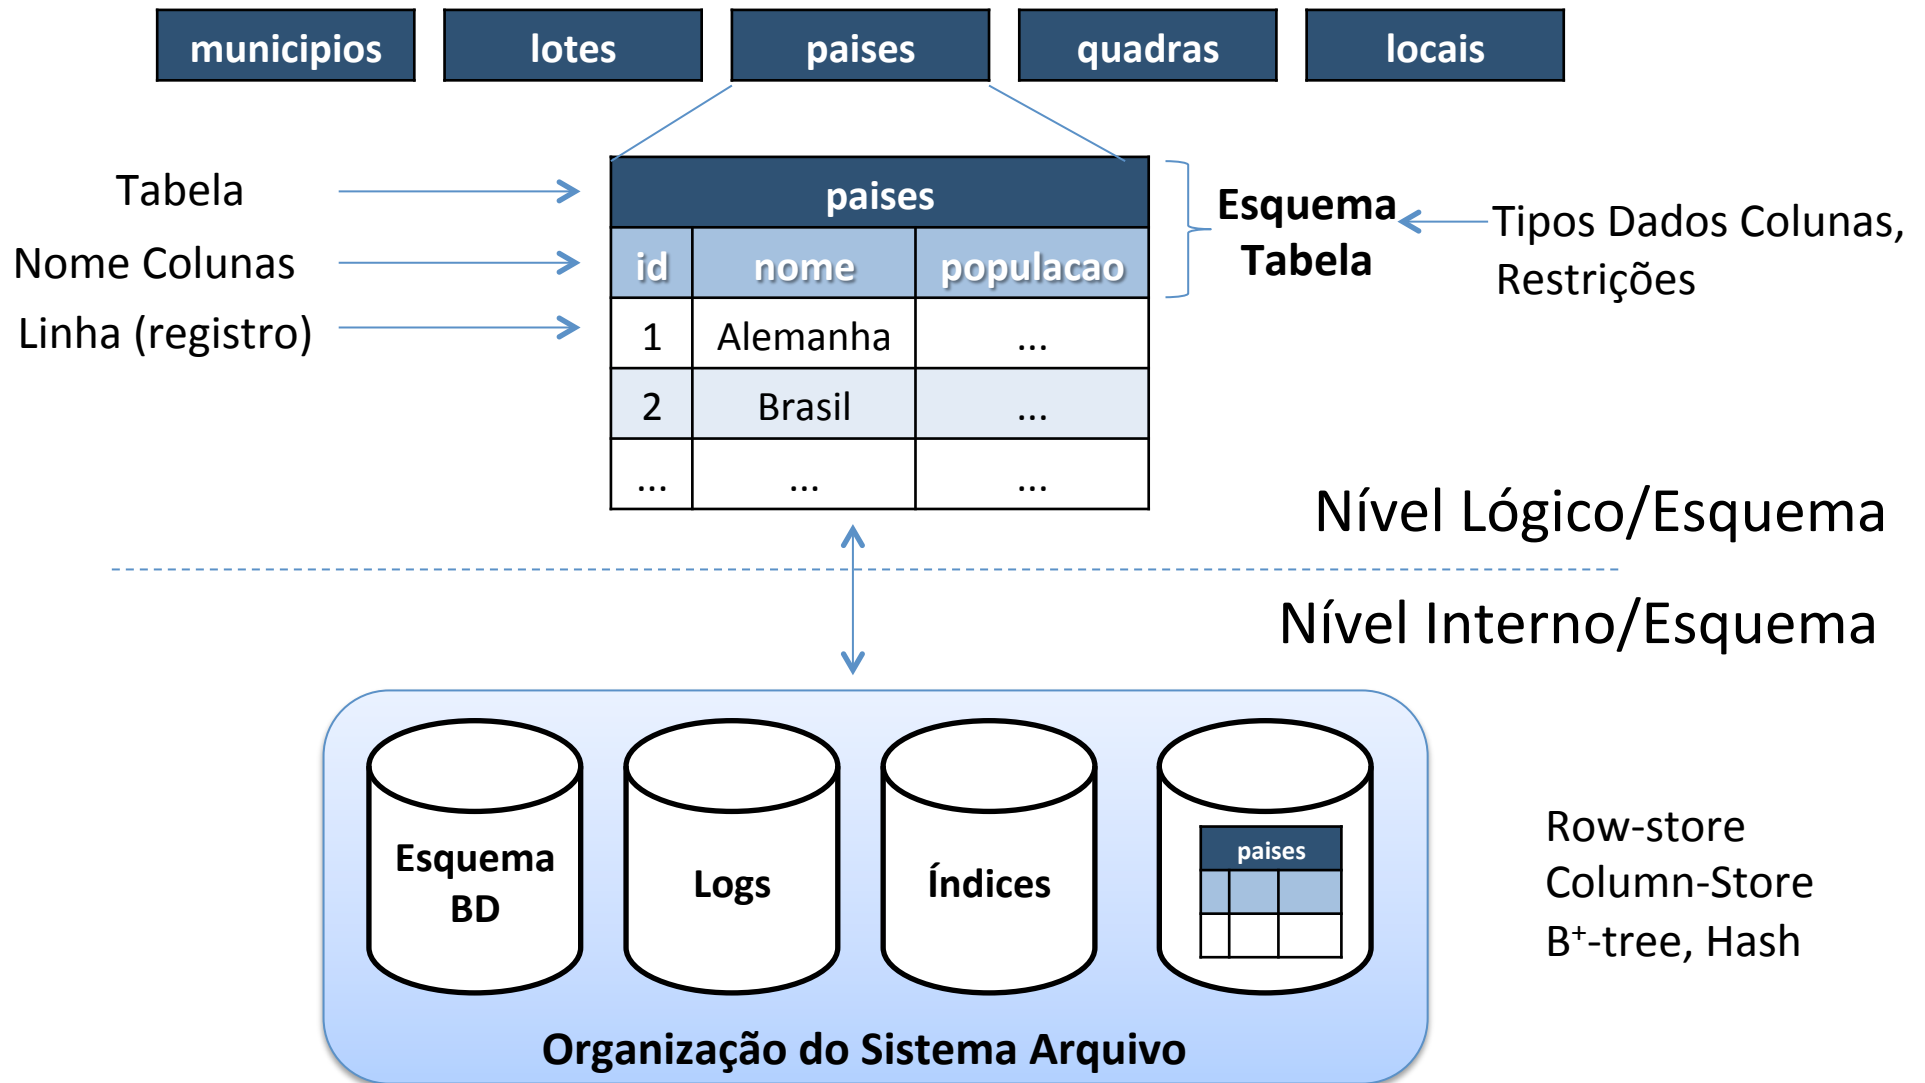 municipios lotes paises quadras locais
Tabela
Nome Colunas
Linha (registro)
paises
id nome populacao
1 Alemanha ...
2 Brasil ...
... ... ...
Esquema
Tabela
Tipos Dados Colunas,
Restrições
Nível Lógico/Esquema
Nível Interno/Esquema
Esquema
BD
Logs
Índices
paises
Row-store
Column-Store
B⁺-tree, Hash
Organização do Sistema Arquivo